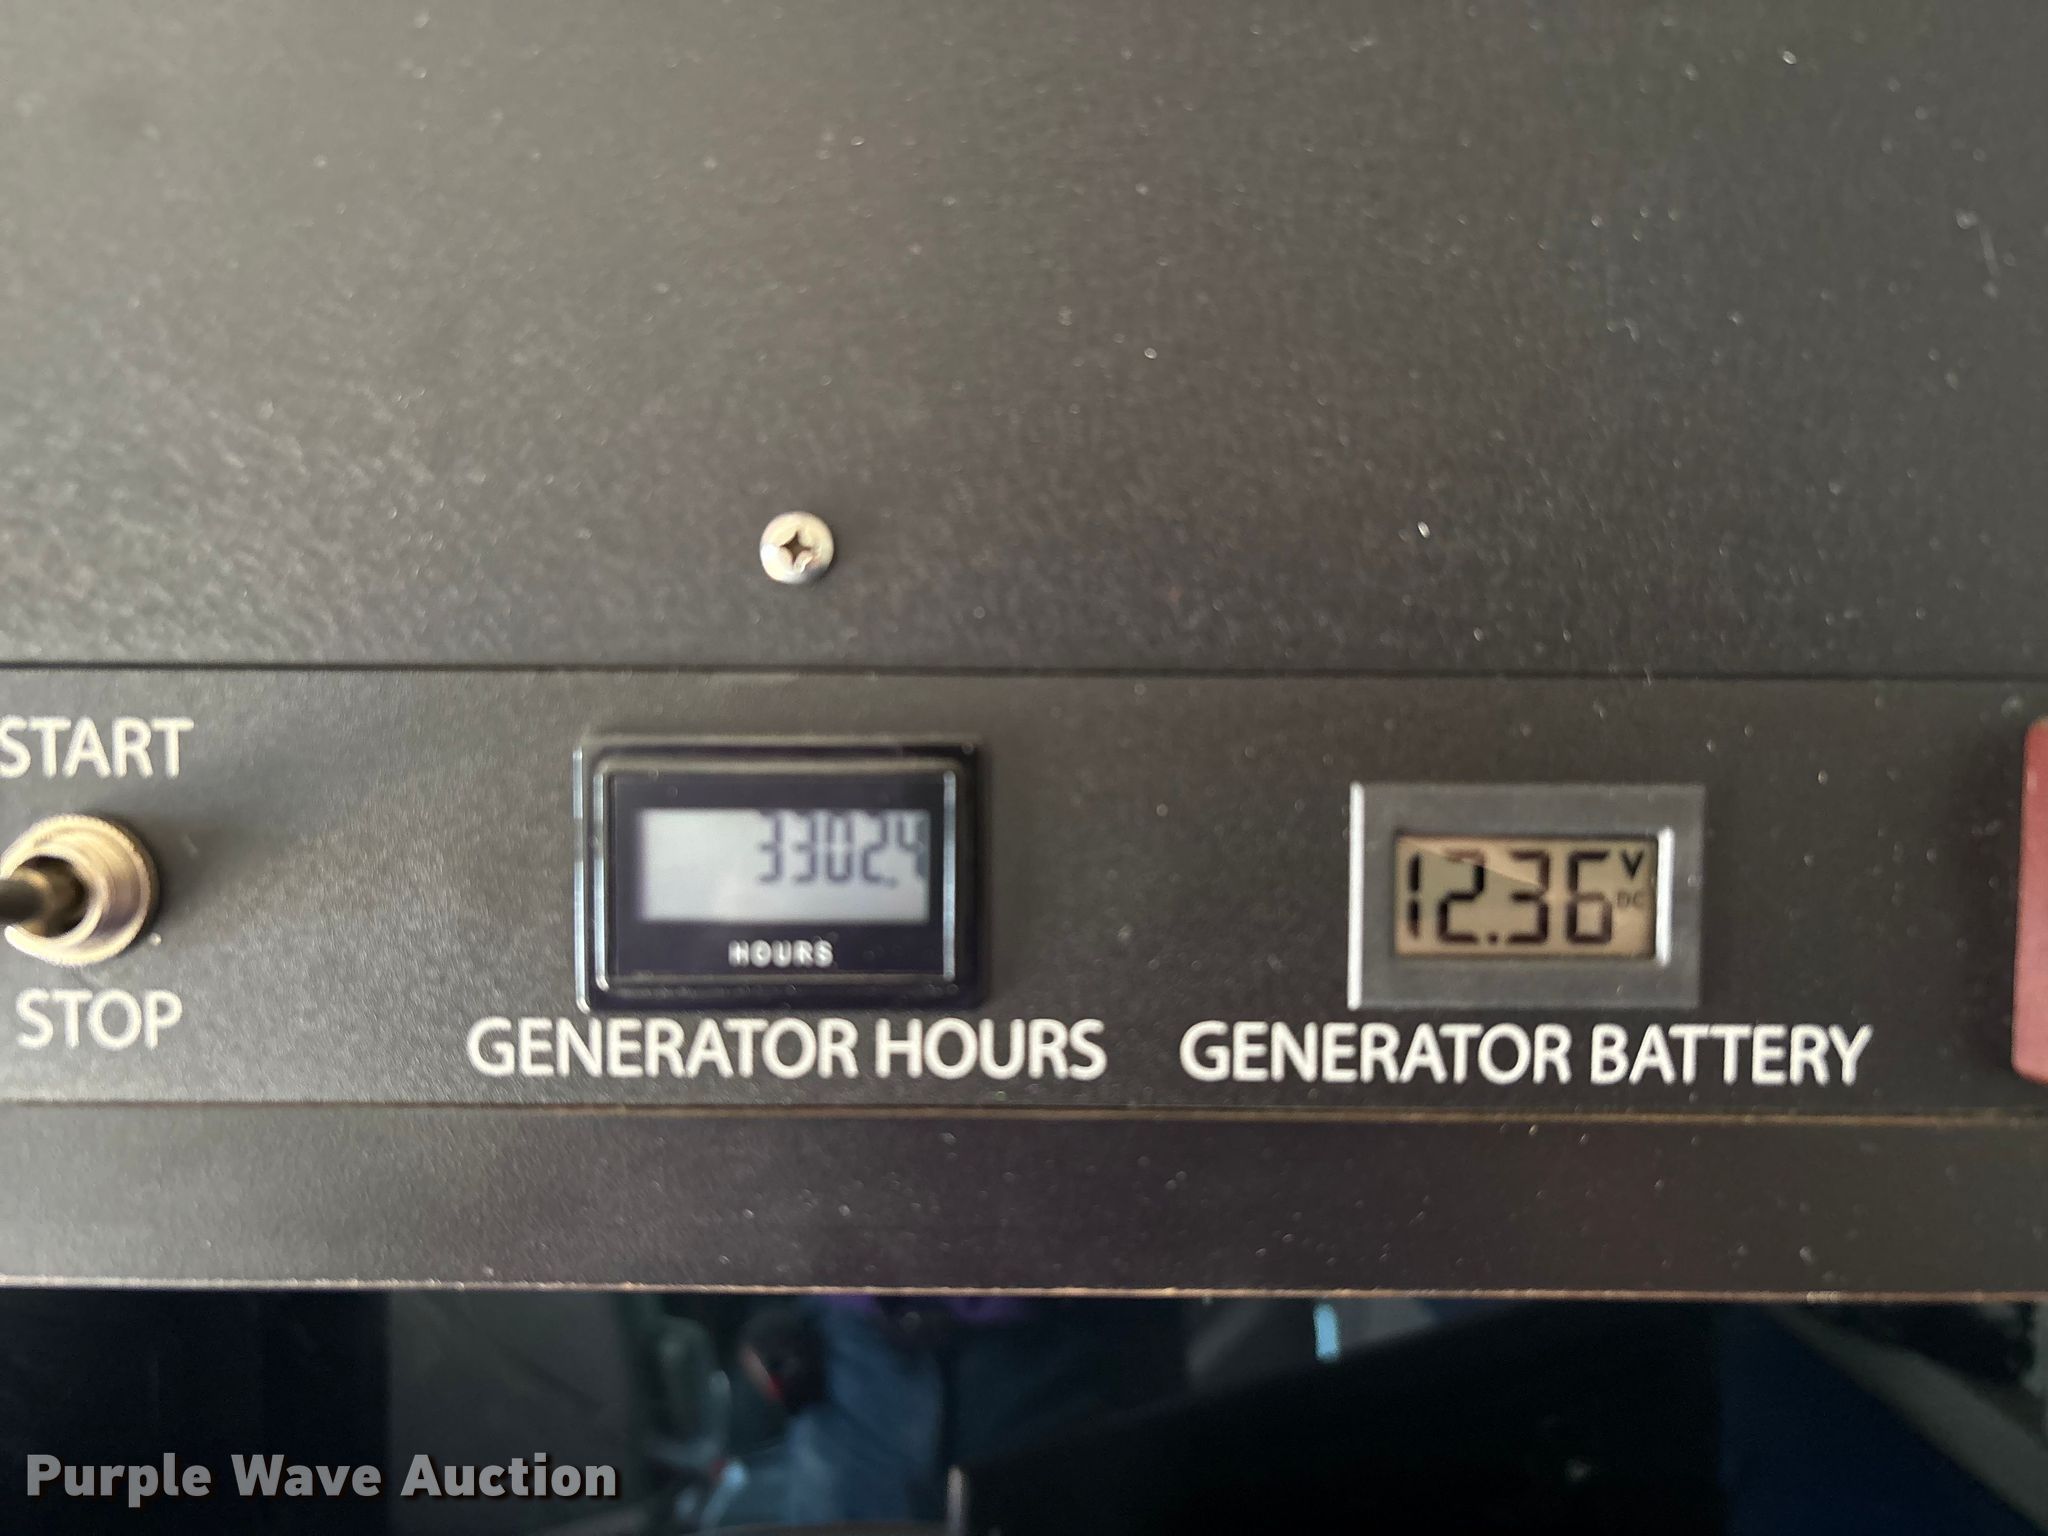 START
STOP
3302.4
HOURS
GENERATOR HOURS
12.36 V
DC
GENERATOR BATTERY
Purple Wave Auction